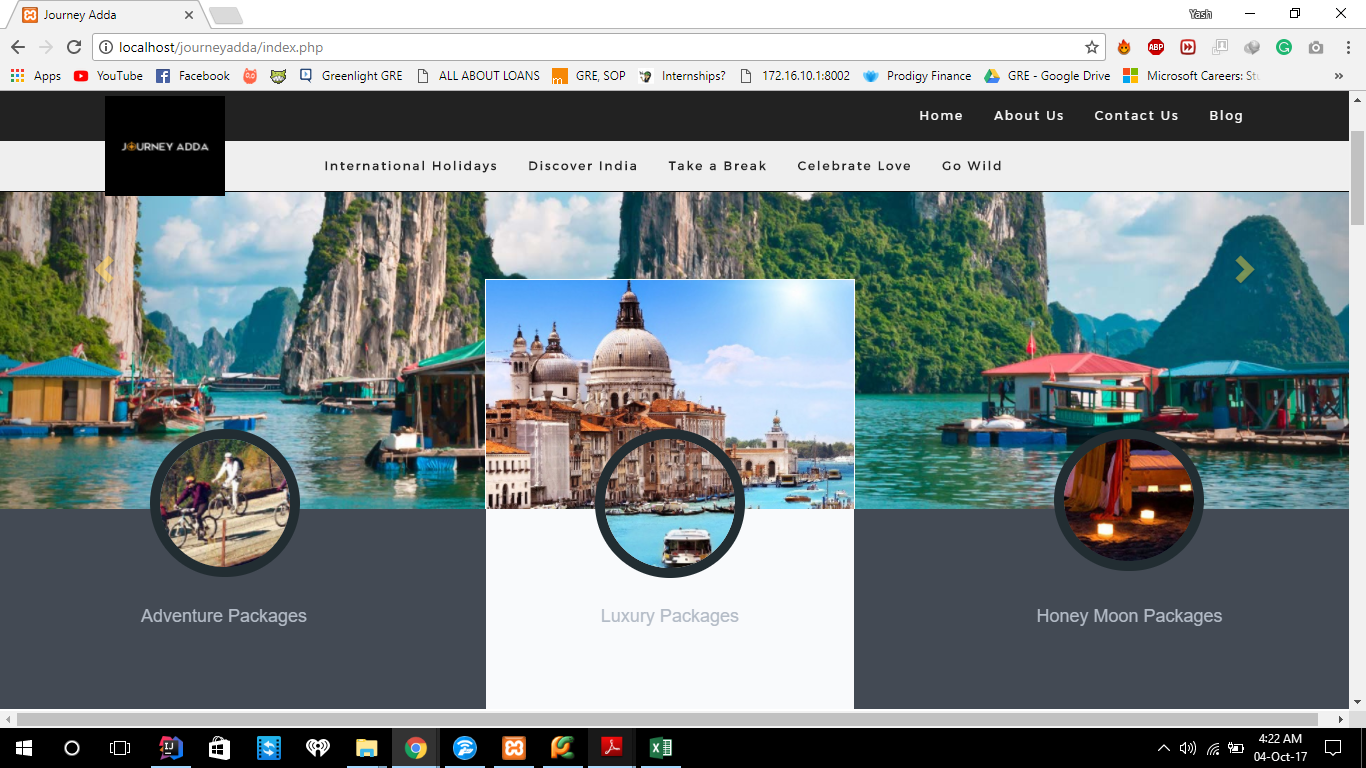 Journey Adda
Yash
localhost/journeyadda/index.php
ABP
Apps YouTube Facebook Greenlight GRE ALL ABOUT LOANS GRE, SOP Internships? 172.16.10.1:8002 Prodigy Finance GRE - Google Drive Microsoft Careers: Stu
Home About Us Contact Us Blog
JOURNEY ADDA
International Holidays Discover India Take a Break Celebrate Love Go Wild
Adventure Packages Luxury Packages Honey Moon Packages
4:22 AM
04-Oct-17